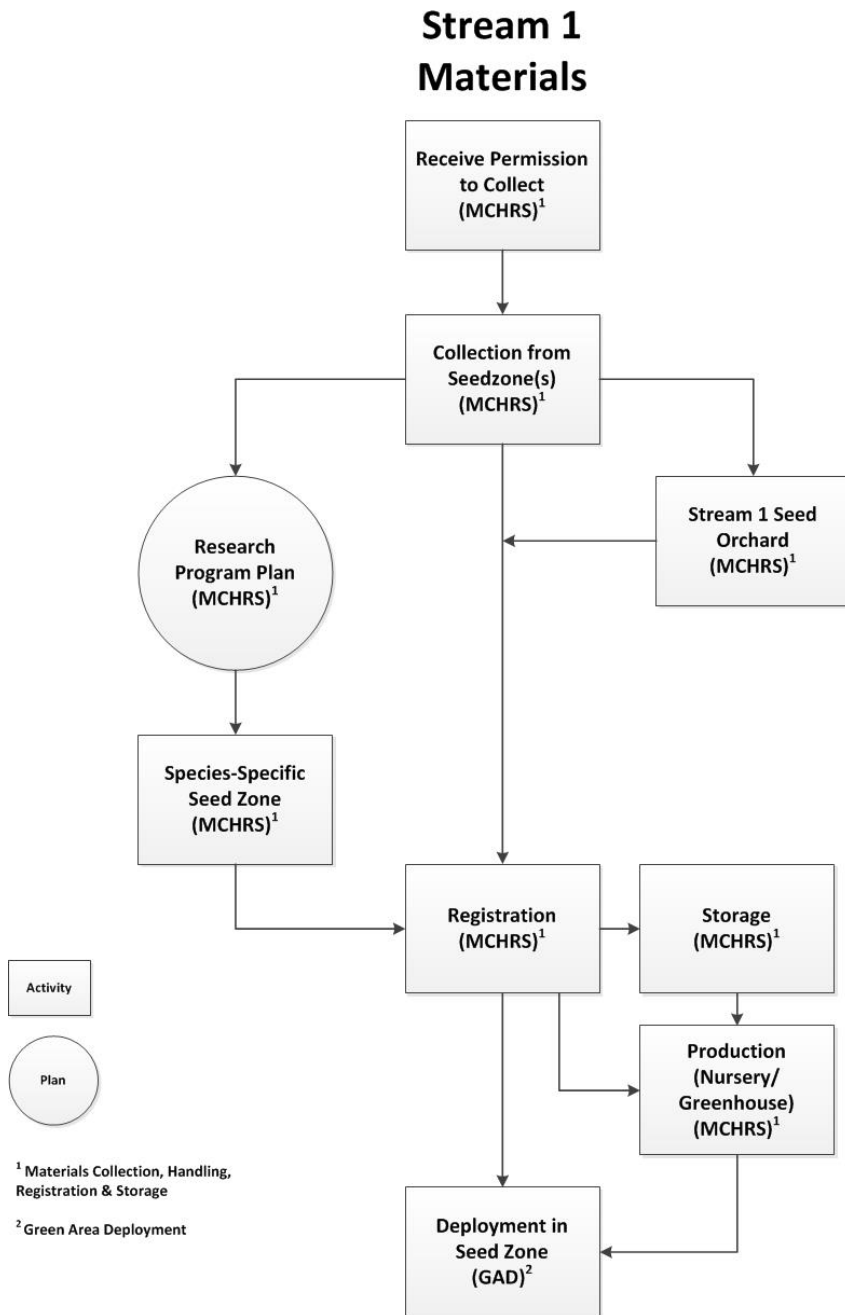 Stream 1
Materials
Receive Permission
to Collect
(MCHRS)¹
Collection from
Seedzone(s)
(MCHRS)¹
Research
Program Plan
(MCHRS)¹
Stream 1 Seed
Orchard
(MCHRS)¹
Species-Specific
Seed Zone
(MCHRS)¹
Registration
(MCHRS)¹
Storage
(MCHRS)¹
Production
(Nursery/
Greenhouse)
(MCHRS)¹
Deployment in
Seed Zone
(GAD)²
Activity
Plan
¹ Materials Collection, Handling,
Registration & Storage
² Green Area Deployment